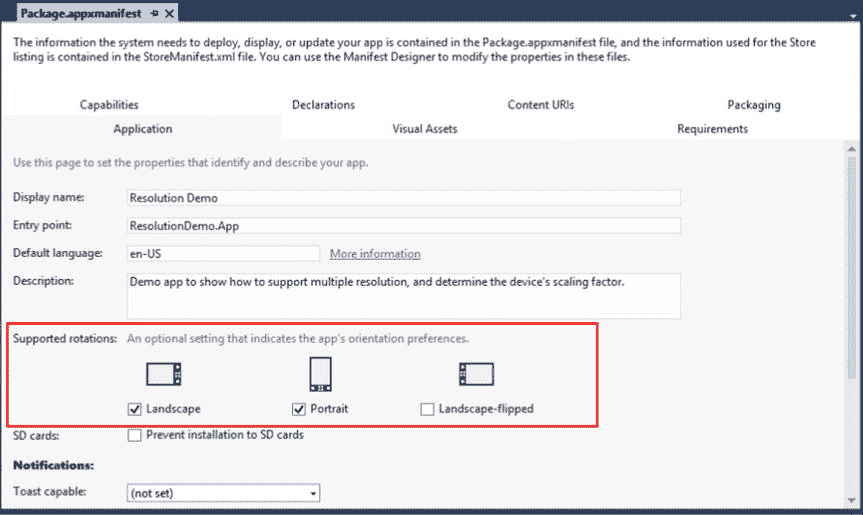 Package.appxmanifest
The information the system needs to deploy, display, or update your app is contained in the Package.appxmanifest file, and the information used for the Store
listing is contained in the StoreManifest.xml file. You can use the Manifest Designer to modify the properties in these files.
Capabilities Declarations Content URIs Packaging
Application Visual Assets Requirements
Use this page to set the properties that identify and describe your app.
Display name: Resolution Demo
Entry point: ResolutionDemo.App
Default language: en-US More information
Description: Demo app to show how to support multiple resolution, and determine the device's scaling factor.
Supported rotations: An optional setting that indicates the app's orientation preferences.
Landscape Portrait Landscape-flipped
SD cards: Prevent installation to SD cards
Notifications:
Toast capable: (not set)